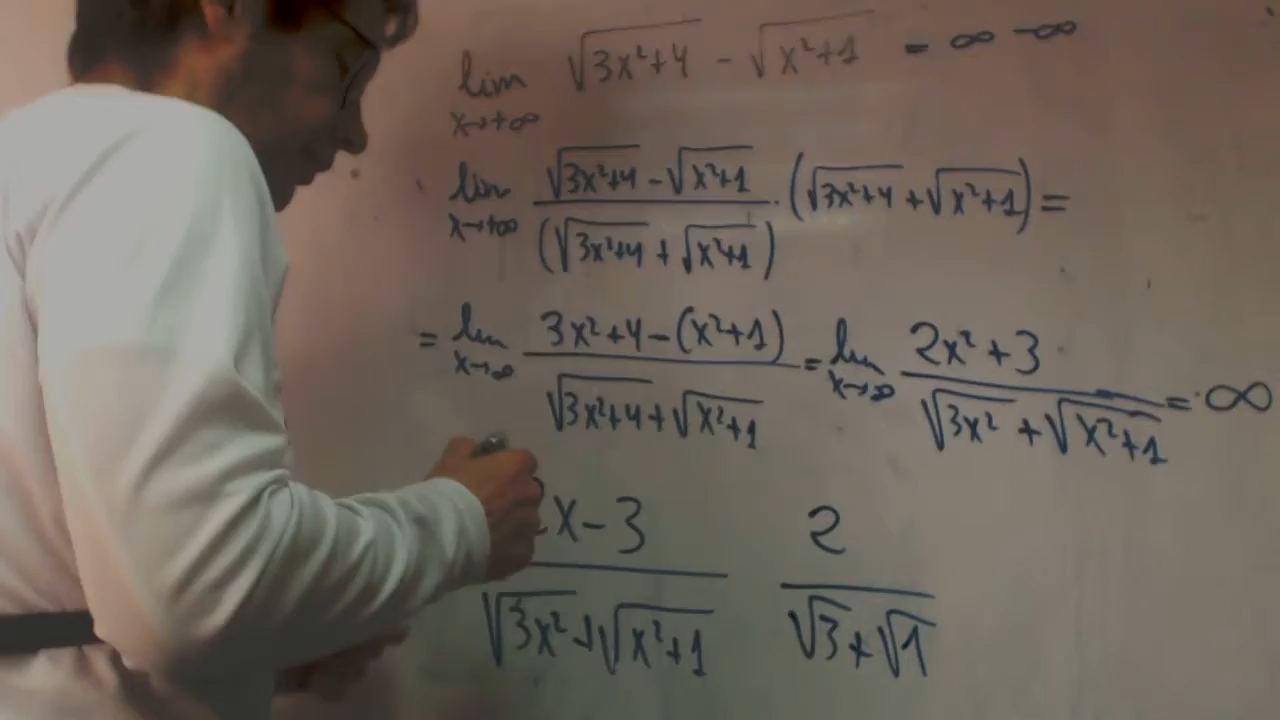 lim √3x²+4 - √x²+1 = ∞ -∞
x→+∞
lim √3x²+4 - √x²+1 · (√3x²+4 + √x²+1) =
x→+∞ (√3x²+4 + √x²+1)
= lim 3x²+4-(x²+1) = lim 2x²+3 = ∞
x→∞ √3x²+4 + √x²+1 x→∞ √3x² + √x²+1
x-3 2
√3x² + √x²+1 √3 + √1